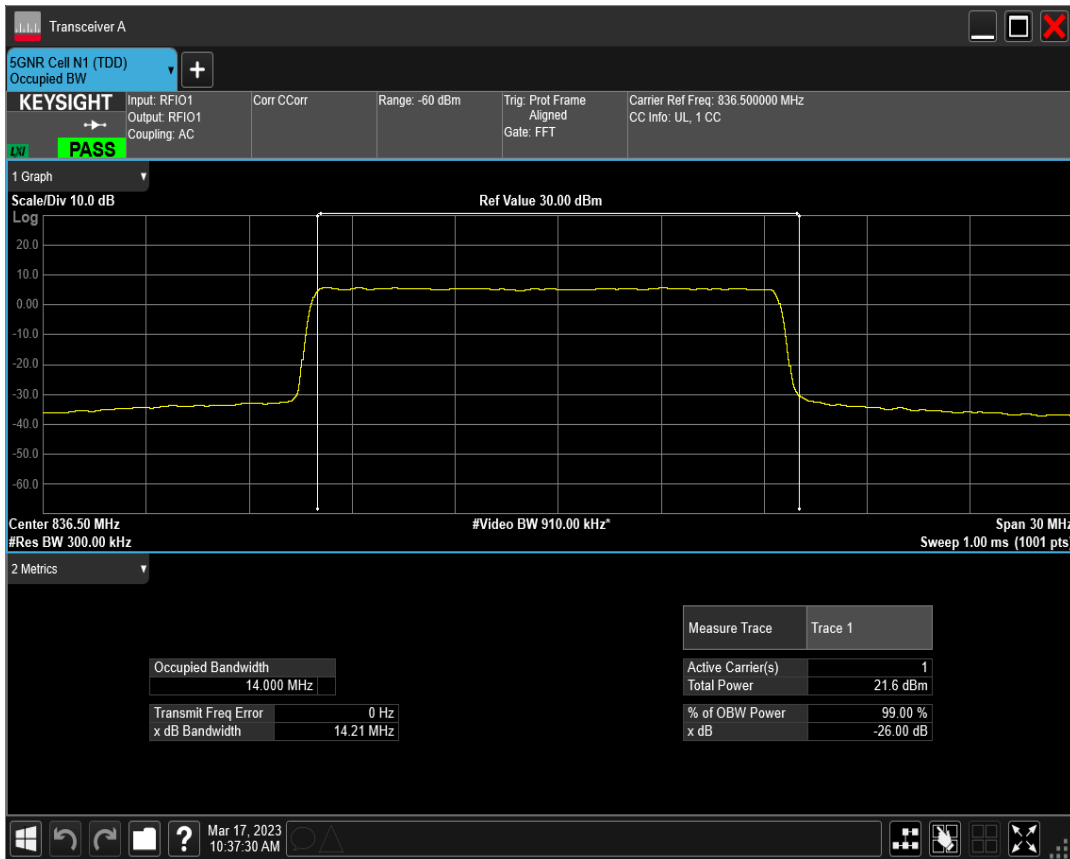 Transceiver A
5GNR Cell N1 (TDD)
Occupied BW
KEYSIGHT
LXI
PASS
Input: RFIO1
Output: RFIO1
Coupling: AC
Corr CCorr
Range: -60 dBm
Trig: Prot Frame
Aligned
Gate: FFT
Carrier Ref Freq: 836.500000 MHz
CC Info: UL, 1 CC
1 Graph
Scale/Div 10.0 dB
Ref Value 30.00 dBm
Log
20.0
10.0
0.00
-10.0
-20.0
-30.0
-40.0
-50.0
-60.0
Center 836.50 MHz
#Video BW 910.00 kHz*
Span 30 MHz
#Res BW 300.00 kHz
Sweep 1.00 ms (1001 pts)
2 Metrics
Measure Trace Trace 1
Occupied Bandwidth
14.000 MHz
Active Carrier(s) 1
Total Power 21.6 dBm
Transmit Freq Error 0 Hz
x dB Bandwidth 14.21 MHz
% of OBW Power 99.00 %
x dB -26.00 dB
?
Mar 17, 2023
10:37:30 AM